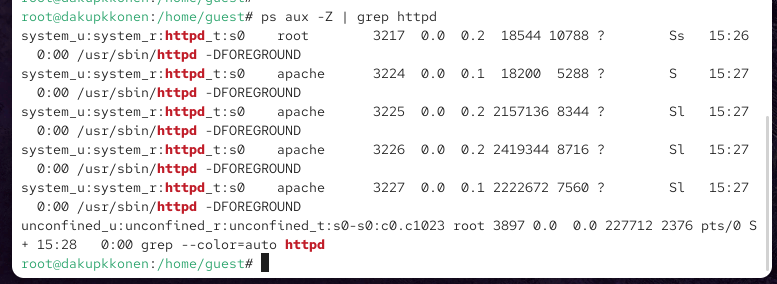 root@dakupkkonen:/home/guest# ps aux -Z | grep httpd
system_u:system_r:httpd_t:s0    root        3217  0.0  0.2  18544 10788 ?        Ss   15:26
  0:00 /usr/sbin/httpd -DFOREGROUND
system_u:system_r:httpd_t:s0    apache      3224  0.0  0.1  18200  5288 ?        S    15:27
  0:00 /usr/sbin/httpd -DFOREGROUND
system_u:system_r:httpd_t:s0    apache      3225  0.0  0.2 2157136 8344 ?        Sl   15:27
  0:00 /usr/sbin/httpd -DFOREGROUND
system_u:system_r:httpd_t:s0    apache      3226  0.0  0.2 2419344 8716 ?        Sl   15:27
  0:00 /usr/sbin/httpd -DFOREGROUND
system_u:system_r:httpd_t:s0    apache      3227  0.0  0.1 2222672 7560 ?        Sl   15:27
  0:00 /usr/sbin/httpd -DFOREGROUND
unconfined_u:unconfined_r:unconfined_t:s0-s0:c0.c1023 root 3897 0.0  0.0 227712 2376 pts/0 S
+ 15:28   0:00 grep --color=auto httpd
root@dakupkkonen:/home/guest#